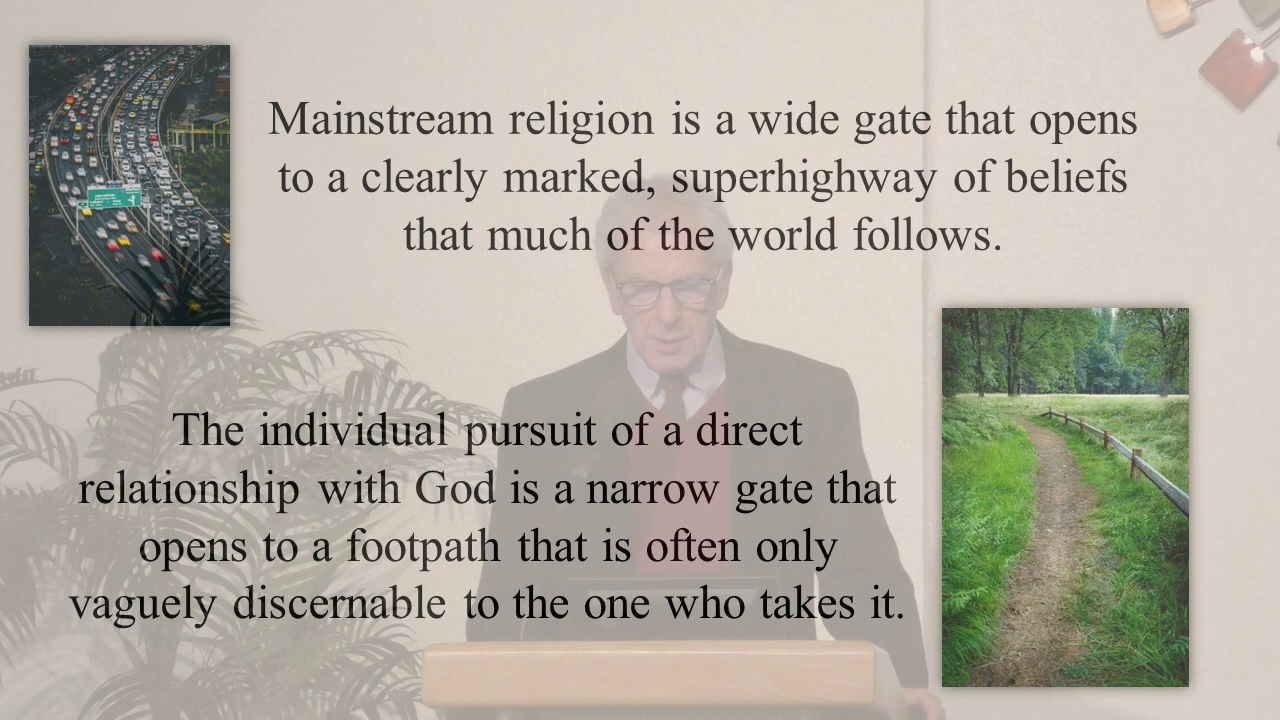 Mainstream religion is a wide gate that opens
to a clearly marked, superhighway of beliefs
that much of the world follows.
The individual pursuit of a direct
relationship with God is a narrow gate that
opens to a footpath that is often only
vaguely discernable to the one who takes it.